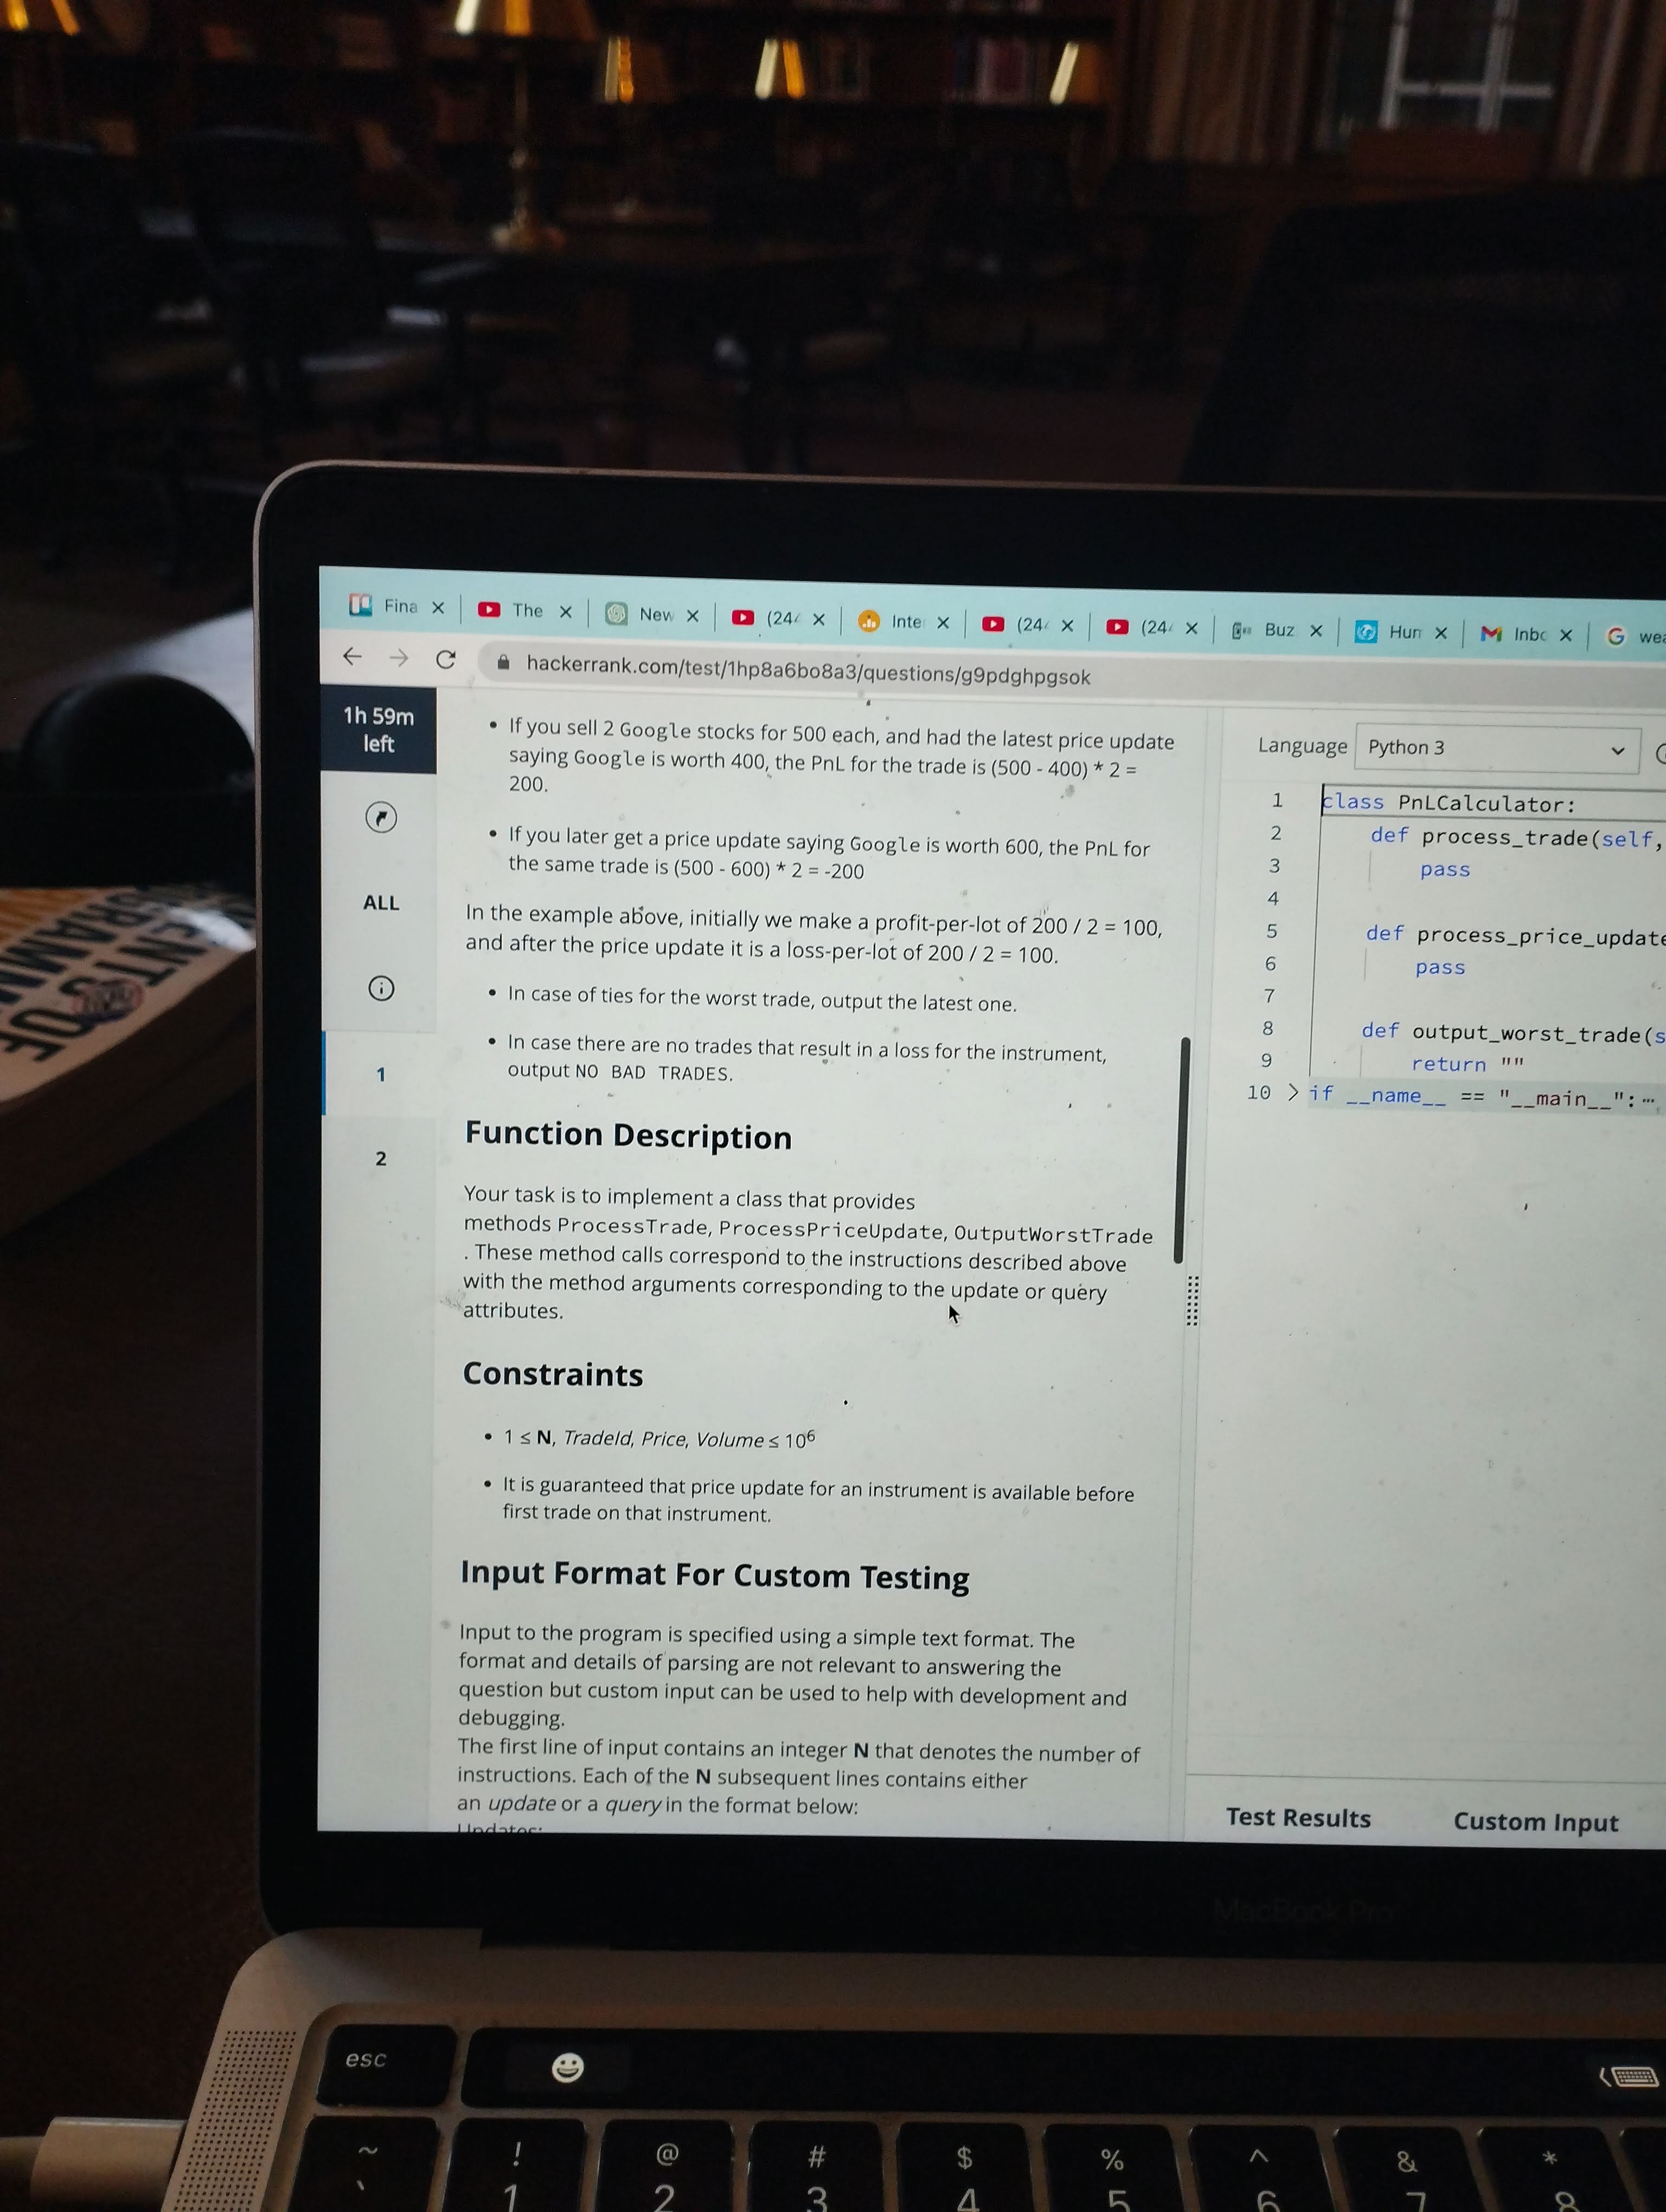 Fina
The
New
(24
Inte
(24
(24
Buz
Hun
Inbc
wea
hackerrank.com/test/1hp8a6bo8a3/questions/g9pdghpgsok
1h 59m
left
ALL
1
2
• If you sell 2 Google stocks for 500 each, and had the latest price update
saying Google is worth 400, the PnL for the trade is (500 - 400) * 2 =
200.
• If you later get a price update saying Google is worth 600, the PnL for
the same trade is (500 - 600) * 2 = -200
In the example above, initially we make a profit-per-lot of 200 / 2 = 100,
and after the price update it is a loss-per-lot of 200 / 2 = 100.
• In case of ties for the worst trade, output the latest one.
• In case there are no trades that result in a loss for the instrument,
output NO BAD TRADES.
Function Description
Your task is to implement a class that provides
methods ProcessTrade, ProcessPriceUpdate, OutputWorstTrade
. These method calls correspond to the instructions described above
with the method arguments corresponding to the update or query
attributes.
Constraints
• 1 ≤ N, TradeId, Price, Volume ≤ 10⁶
• It is guaranteed that price update for an instrument is available before
first trade on that instrument.
Input Format For Custom Testing
Input to the program is specified using a simple text format. The
format and details of parsing are not relevant to answering the
question but custom input can be used to help with development and
debugging.
The first line of input contains an integer N that denotes the number of
instructions. Each of the N subsequent lines contains either
an update or a query in the format below:
Updates:
Language Python 3
1 class PnLCalculator:
2 def process_trade(self,
3 pass
4
5 def process_price_update
6 pass
7
8 def output_worst_trade(s
9 return ""
10 > if __name__ == "__main__":…
Test Results
Custom Input
MacBook Pro
esc
~ ! @ # $ % ^ & *
` 1 2 3 4 5 6 7 8